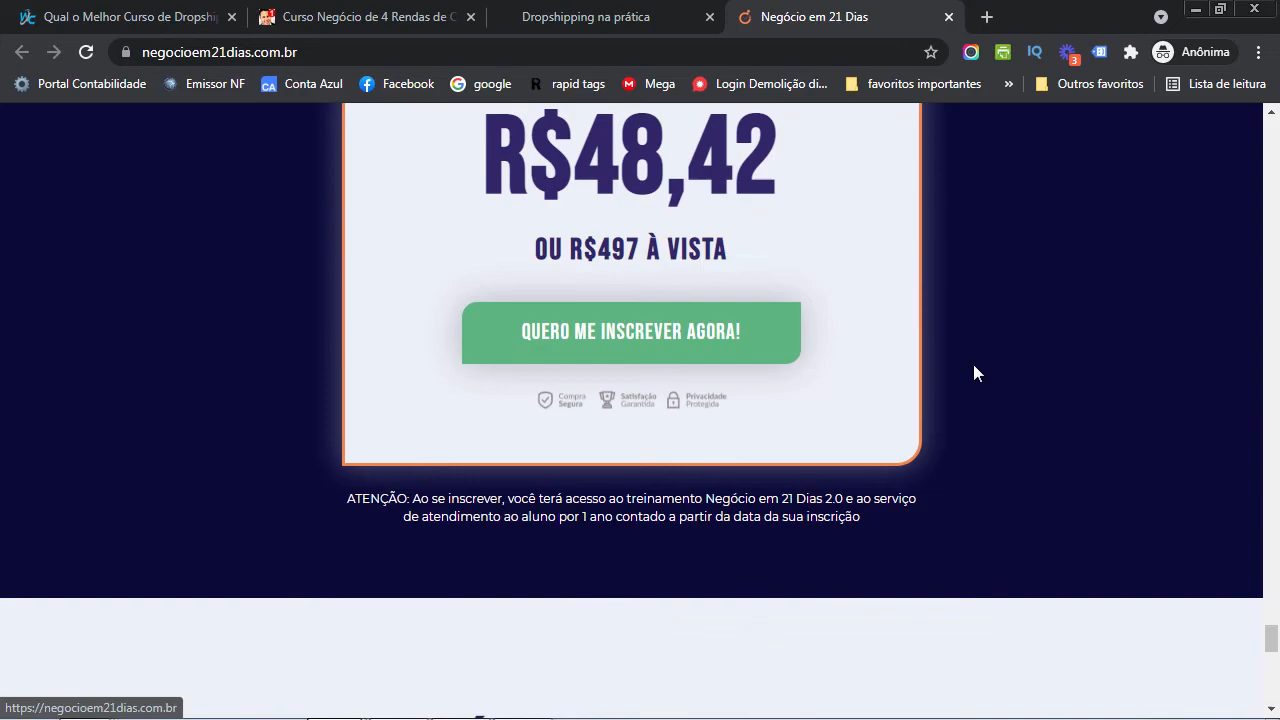 Qual o Melhor Curso de Dropshi
Curso Negócio de 4 Rendas de C
Dropshipping na prática
Negócio em 21 Dias
negocioem21dias.com.br
IQ
3
Anônima
Portal Contabilidade
Emissor NF
CA
Conta Azul
Facebook
google
R
rapid tags
M
Mega
Login Demolição di...
favoritos importantes
»
Outros favoritos
Lista de leitura
R$48,42
OU R$497 À VISTA
QUERO ME INSCREVER AGORA!
Compra
Segura
Satisfação
Garantida
Privacidade
Protegida
ATENÇÃO: Ao se inscrever, você terá acesso ao treinamento Negócio em 21 Dias 2.0 e ao serviço
de atendimento ao aluno por 1 ano contado a partir da data da sua inscrição
https://negocioem21dias.com.br